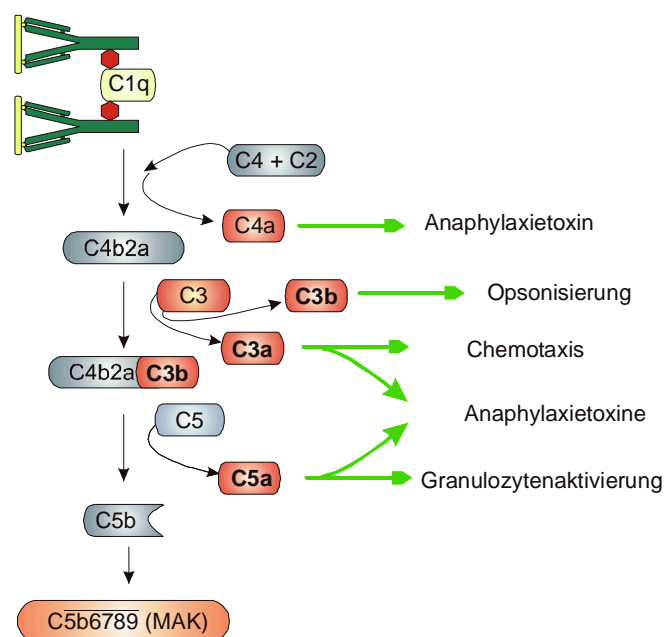 C1q
C4 + C2
C4a
Anaphylaxietoxin
C4b2a
C3
C3b
Opsonisierung
C3a
Chemotaxis
C4b2a C3b
Anaphylaxietoxine
C5
C5a
Granulozytenaktivierung
C5b
C5b6789 (MAK)